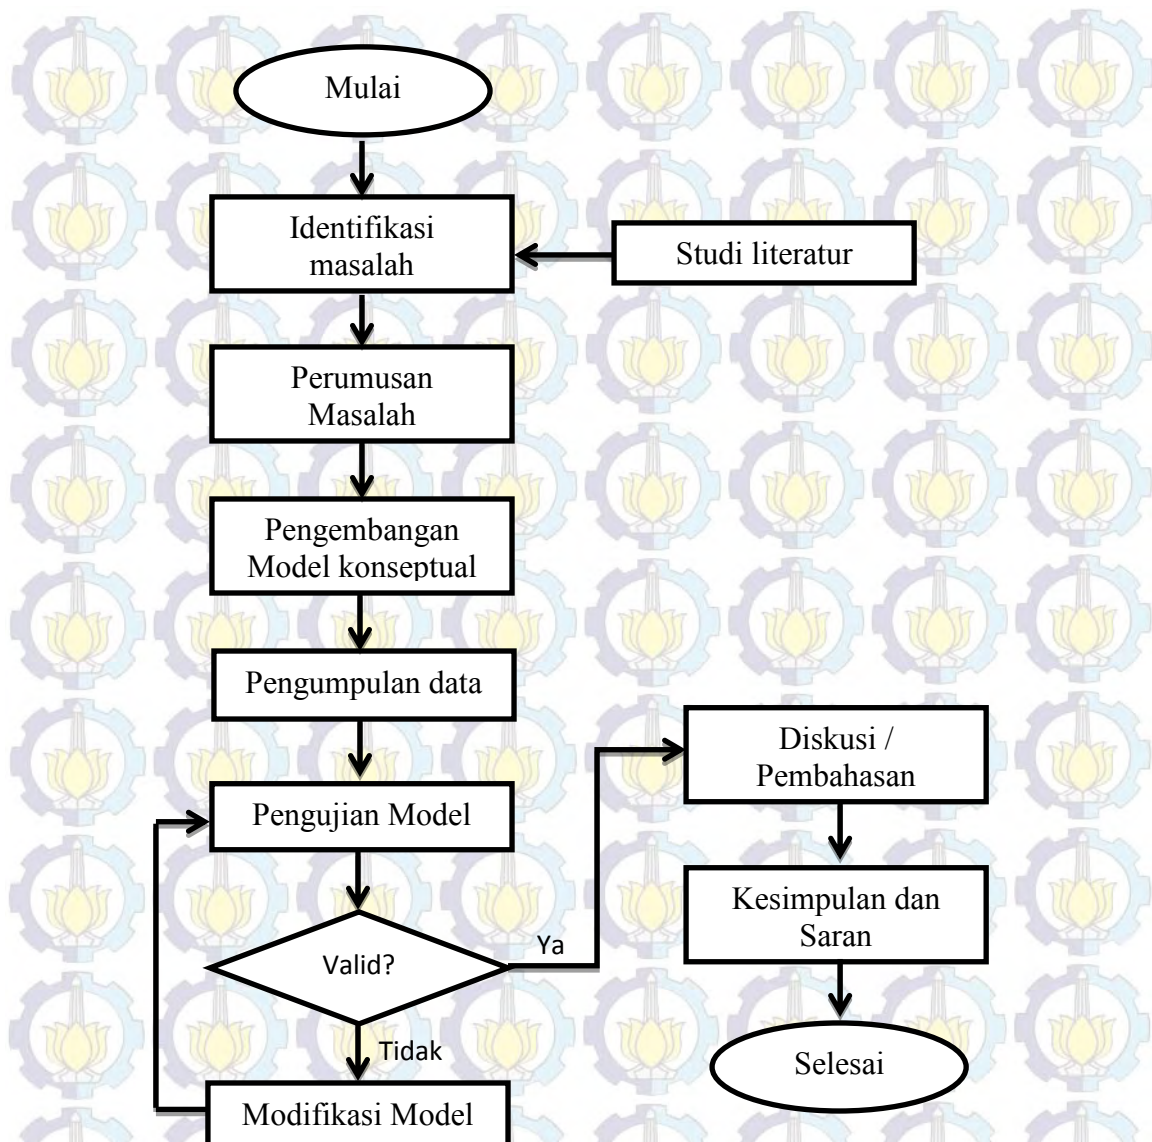 Mulai
Identifikasi
masalah
Studi literatur
Perumusan
Masalah
Pengembangan
Model konseptual
Pengumpulan data
Pengujian Model
Valid?
Ya
Tidak
Modifikasi Model
Diskusi /
Pembahasan
Kesimpulan dan
Saran
Selesai